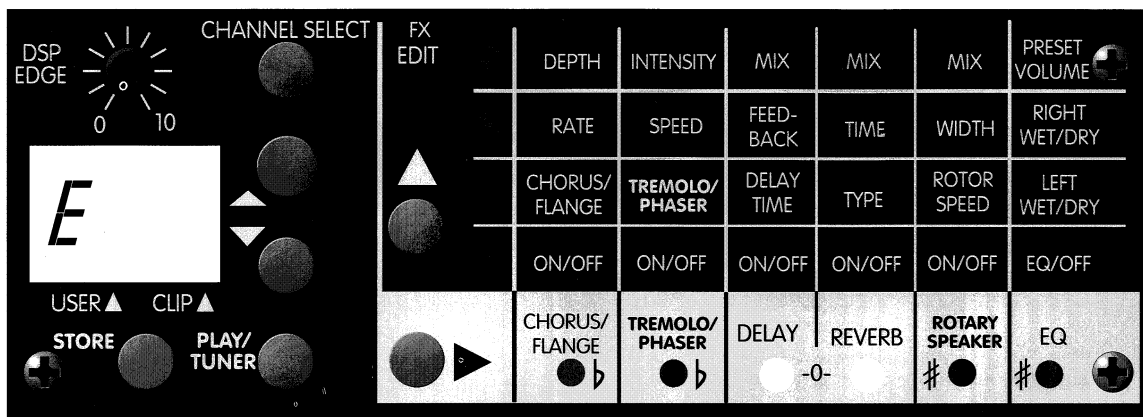 CHANNEL SELECT
DSP
EDGE
0 10
E
USER CLIP
STORE
PLAY/
TUNER
FX
EDIT
DEPTH INTENSITY MIX MIX MIX PRESET VOLUME
RATE SPEED FEED-BACK TIME WIDTH RIGHT WET/DRY
CHORUS/FLANGE TREMOLO/PHASER DELAY TIME TYPE ROTOR SPEED LEFT WET/DRY
ON/OFF ON/OFF ON/OFF ON/OFF ON/OFF EQ/OFF
CHORUS/FLANGE TREMOLO/PHASER DELAY REVERB ROTARY SPEAKER EQ
♭ ♭ -0- ♯ ♯